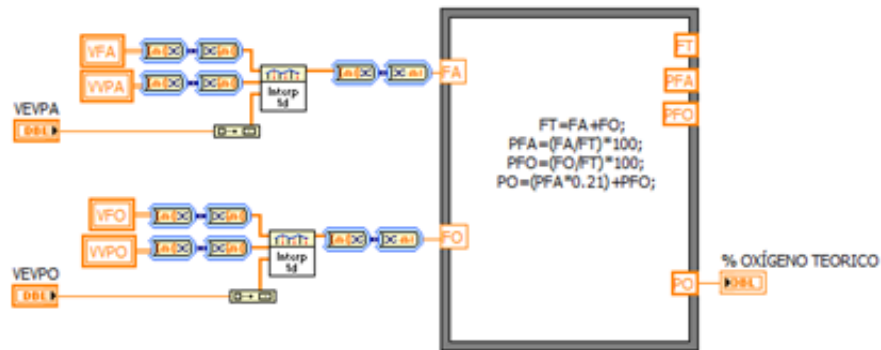 VFA
VVPA
VEVPA
DBL
Interp
1d
FA
FT
PFA
PFO
FT=FA+FO;
PFA=(FA/FT)*100;
PFO=(FO/FT)*100;
PO=(PFA*0.21)+PFO;
VFO
VVPO
VEVPO
DBL
Interp
1d
FO
PO
% OXÍGENO TEORICO
DBL